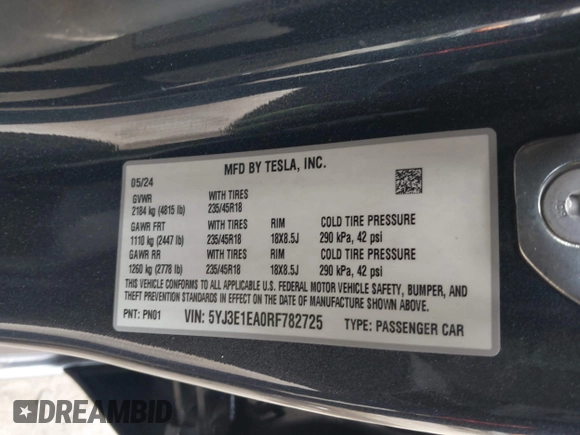 MFD BY TESLA, INC.
05/24
GVWR WITH TIRES
2184 kg (4815 lb) 235/45R18
GAWR FRT WITH TIRES RIM COLD TIRE PRESSURE
1110 kg (2447 lb) 235/45R18 18X8.5J 290 kPa, 42 psi
GAWR RR WITH TIRES RIM COLD TIRE PRESSURE
1260 kg (2778 lb) 235/45R18 18X8.5J 290 kPa, 42 psi
THIS VEHICLE CONFORMS TO ALL APPLICABLE U.S. FEDERAL MOTOR VEHICLE SAFETY, BUMPER, AND
THEFT PREVENTION STANDARDS IN EFFECT ON THE DATE OF MANUFACTURE SHOWN ABOVE.
PNT: PN01 VIN: 5YJ3E1EA0RF782725 TYPE: PASSENGER CAR
DREAMBID